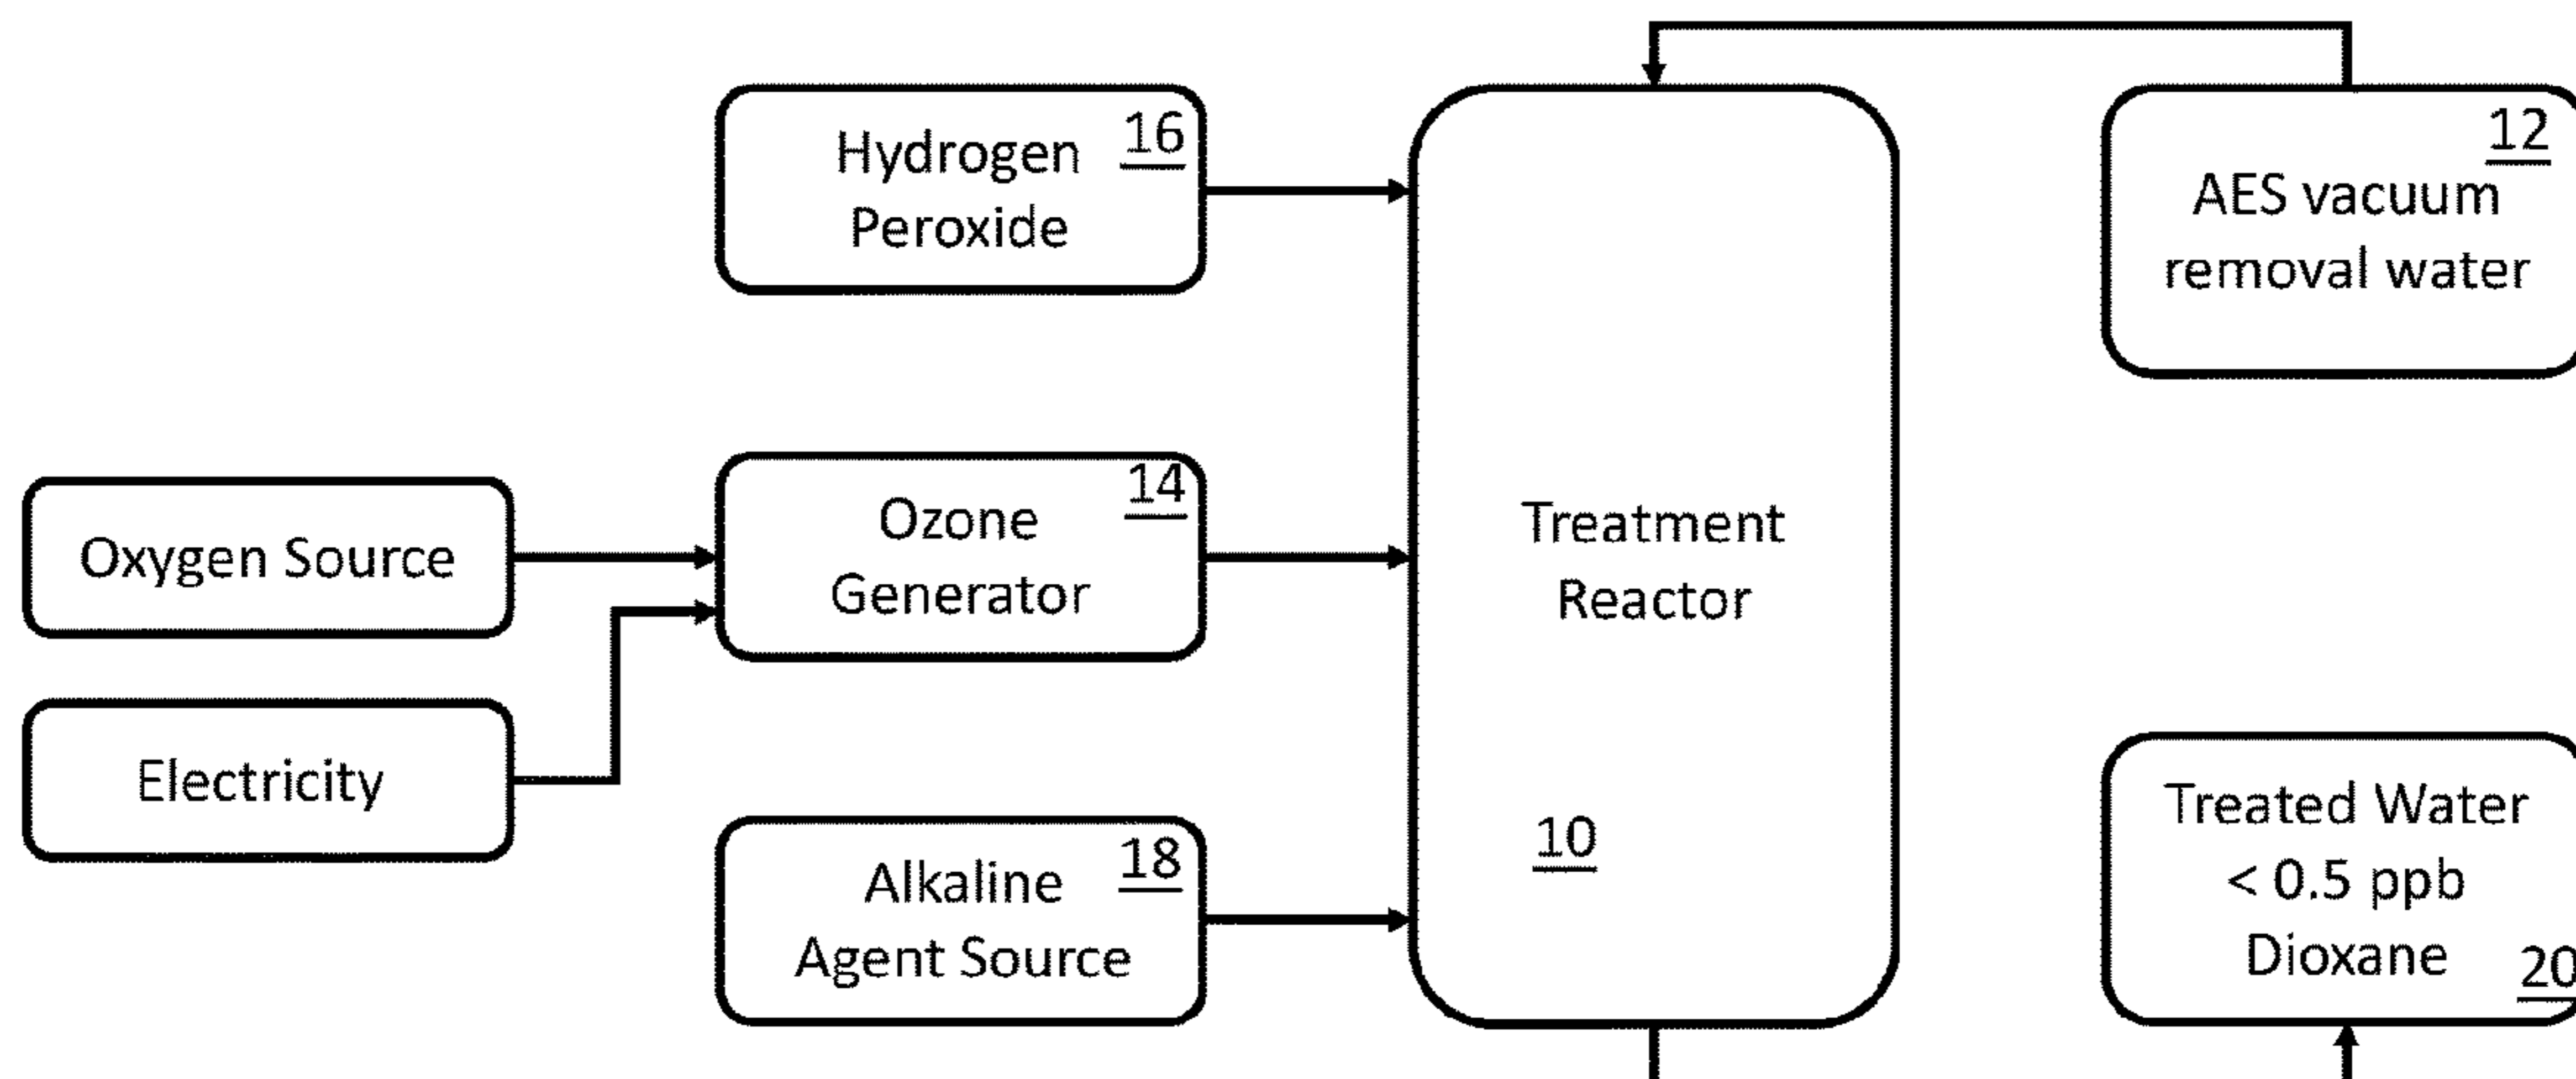 Hydrogen
Peroxide
16
AES vacuum
removal water
12
Oxygen Source
Ozone
Generator
14
Treatment
Reactor
10
Electricity
Alkaline
Agent Source
18
Treated Water
< 0.5 ppb
Dioxane
20